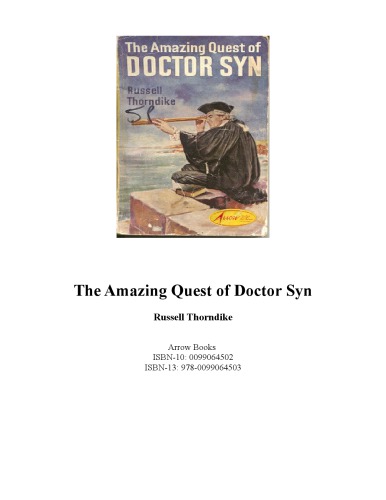 The Amazing Quest of
DOCTOR SYN
Russell
Thorndike
Arrow
The Amazing Quest of Doctor Syn
Russell Thorndike
Arrow Books
ISBN-10: 0099064502
ISBN-13: 978-0099064503